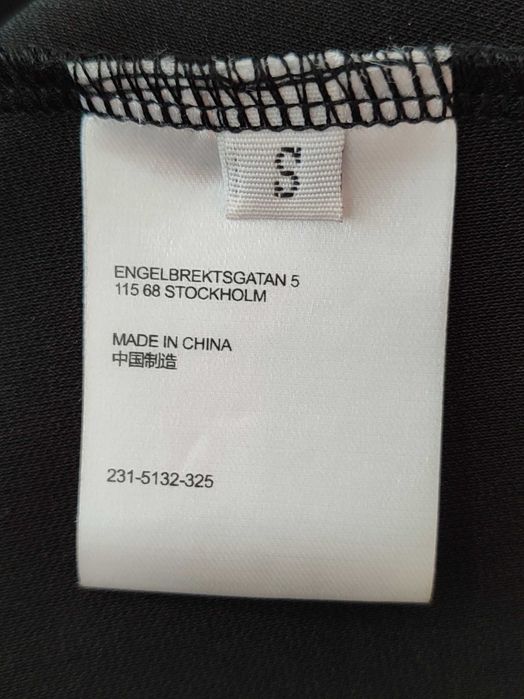 ENGELBREKTSGATAN 5
115 68 STOCKHOLM
MADE IN CHINA
中国制造
231-5132-325